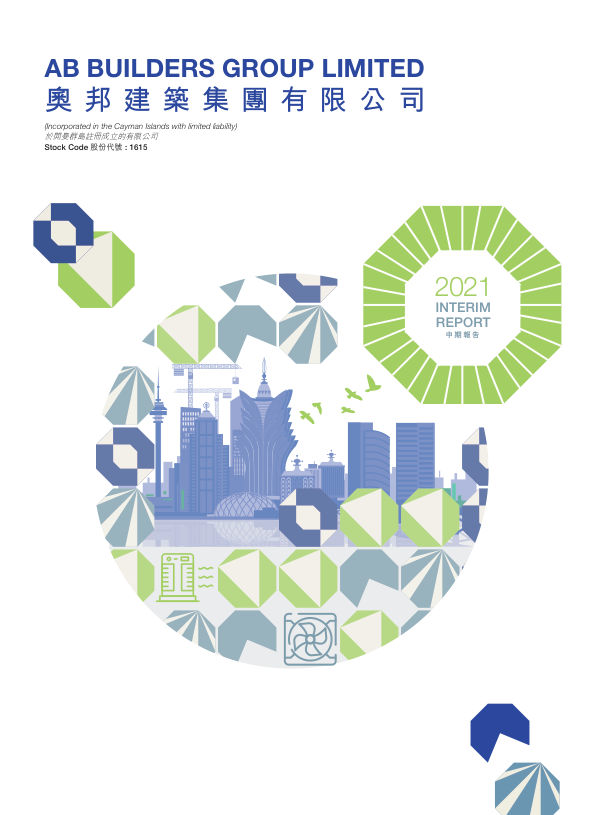 AB BUILDERS GROUP LIMITED
奧邦建築集團有限公司
(Incorporated in the Cayman Islands with limited liability)
於開曼群島註冊成立的有限公司
Stock Code 股份代號 : 1615
2021
INTERIM
REPORT
中期報告